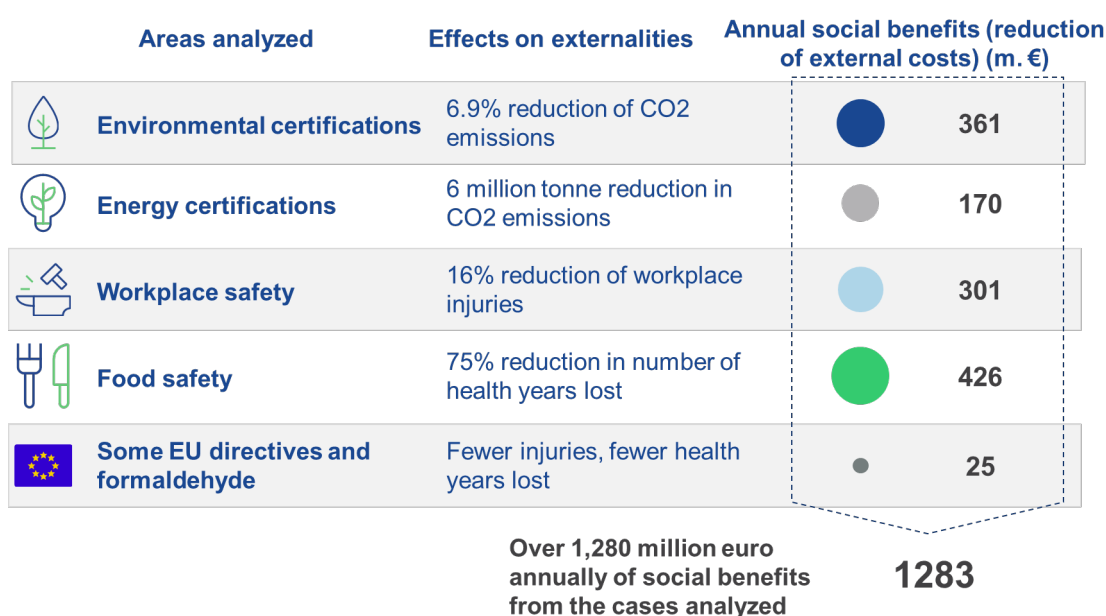 Areas analyzed
Effects on externalities
Annual social benefits (reduction
of external costs) (m. €)
Environmental certifications
6.9% reduction of CO2
emissions
361
Energy certifications
6 million tonne reduction in
CO2 emissions
170
Workplace safety
16% reduction of workplace
injuries
301
Food safety
75% reduction in number of
health years lost
426
Some EU directives and
formaldehyde
Fewer injuries, fewer health
years lost
25
Over 1,280 million euro
annually of social benefits
from the cases analyzed
1283